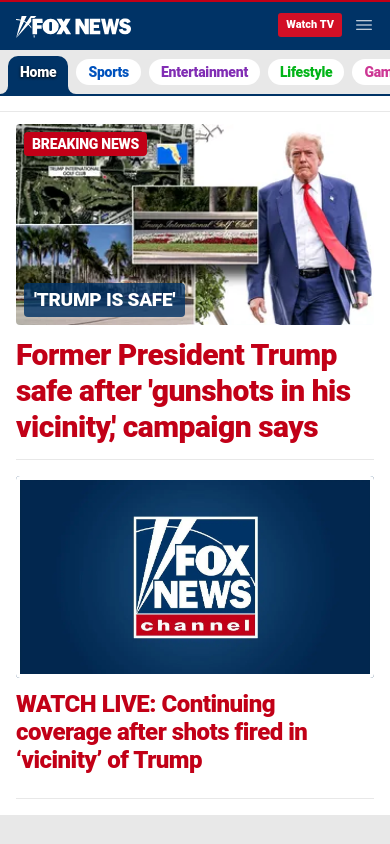 FOX NEWS
Watch TV
Home Sports Entertainment Lifestyle Gam
BREAKING NEWS
TRUMP INTERNATIONAL
GOLF CLUB
Trump International Golf Club
'TRUMP IS SAFE'
Former President Trump
safe after 'gunshots in his
vicinity,' campaign says
FOX
NEWS
channel
WATCH LIVE: Continuing
coverage after shots fired in
‘vicinity’ of Trump